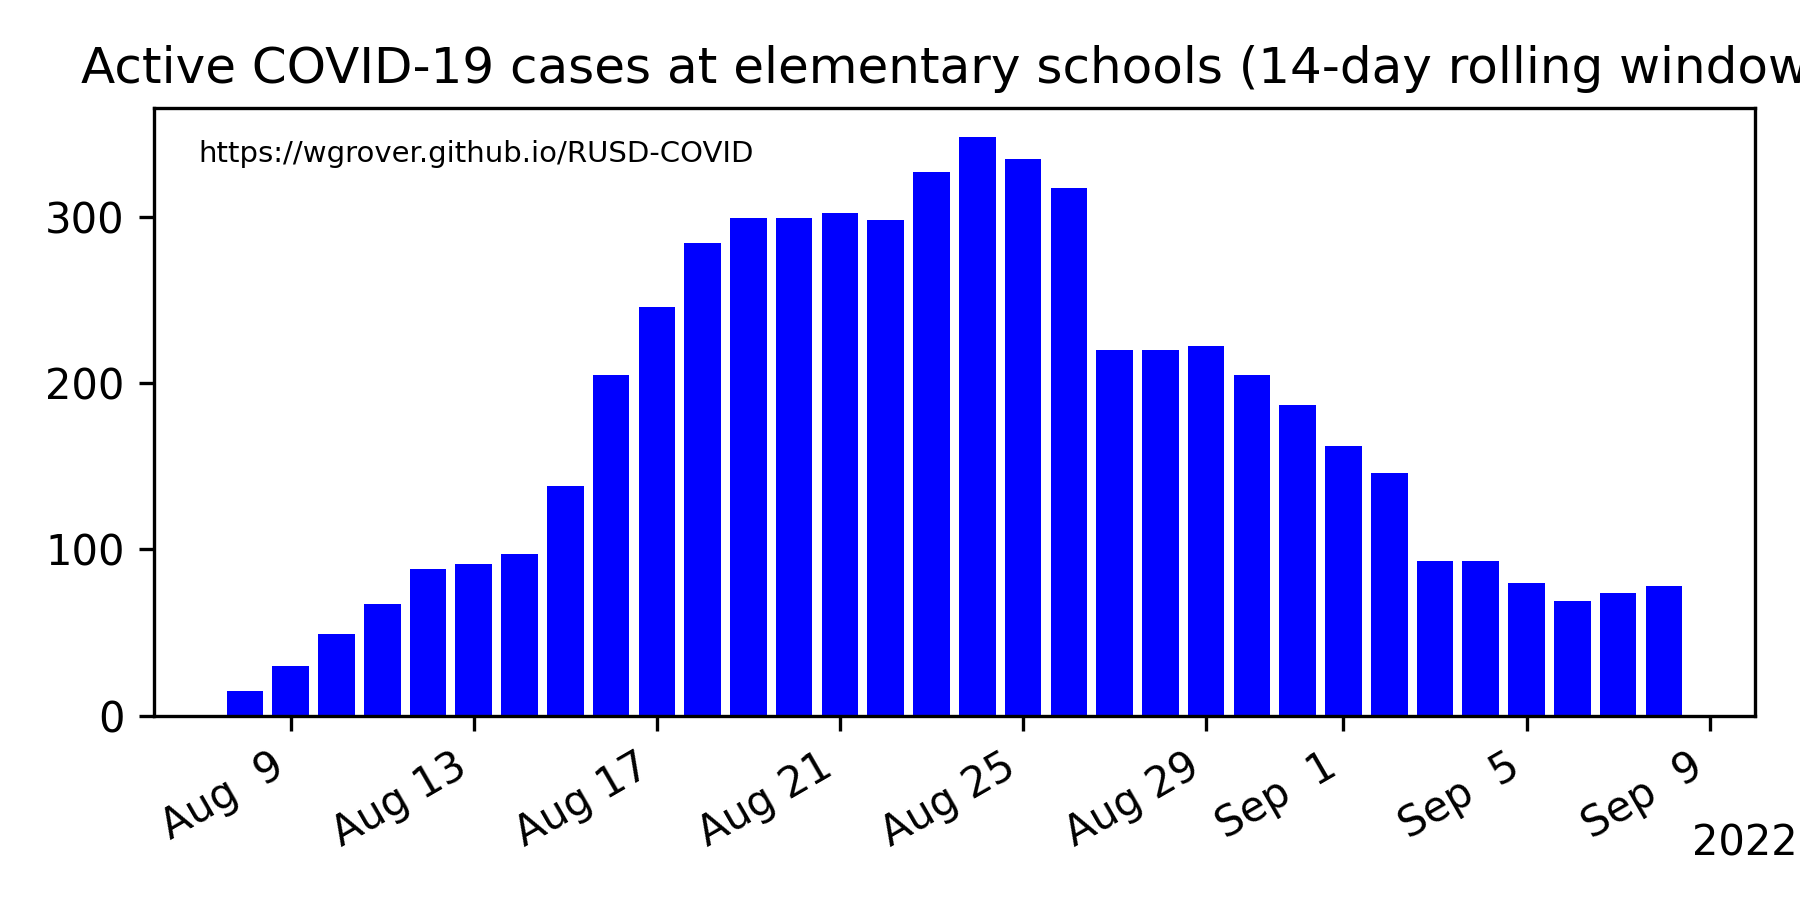 Active COVID-19 cases at elementary schools (14-day rolling window
https://wgrover.github.io/RUSD-COVID
300
200
100
0
Aug 9
Aug 13
Aug 17
Aug 21
Aug 25
Aug 29
Sep 1
Sep 5
Sep 9
2022